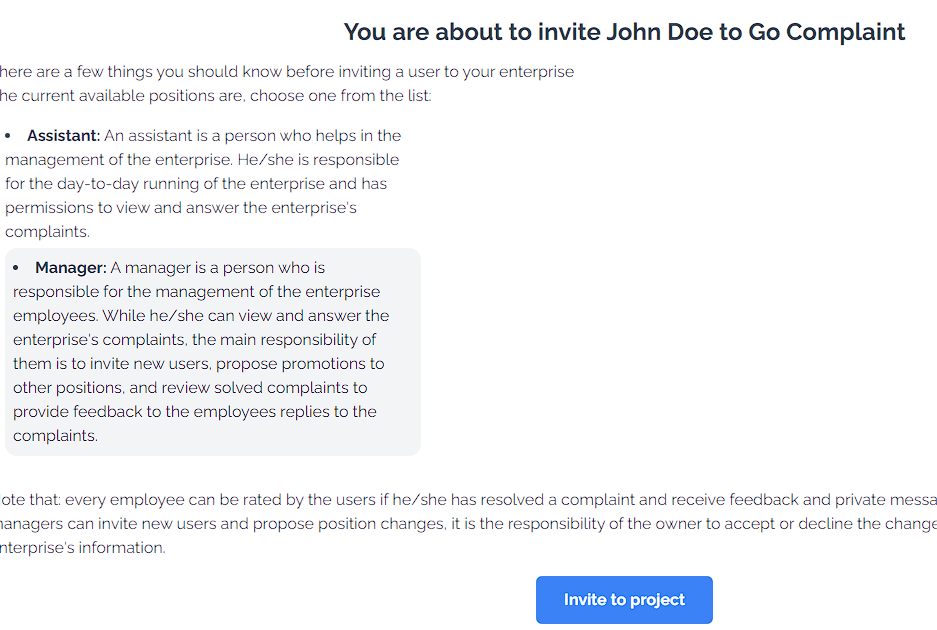 You are about to invite John Doe to Go Complaint
here are a few things you should know before inviting a user to your enterprise
he current available positions are, choose one from the list:
• Assistant: An assistant is a person who helps in the
management of the enterprise. He/she is responsible
for the day-to-day running of the enterprise and has
permissions to view and answer the enterprise's
complaints.
• Manager: A manager is a person who is
responsible for the management of the enterprise
employees. While he/she can view and answer the
enterprise's complaints, the main responsibility of
them is to invite new users, propose promotions to
other positions, and review solved complaints to
provide feedback to the employees replies to the
complaints.
ote that: every employee can be rated by the users if he/she has resolved a complaint and receive feedback and private messa
anagers can invite new users and propose position changes, it is the responsibility of the owner to accept or decline the change
nterprise's information.
Invite to project